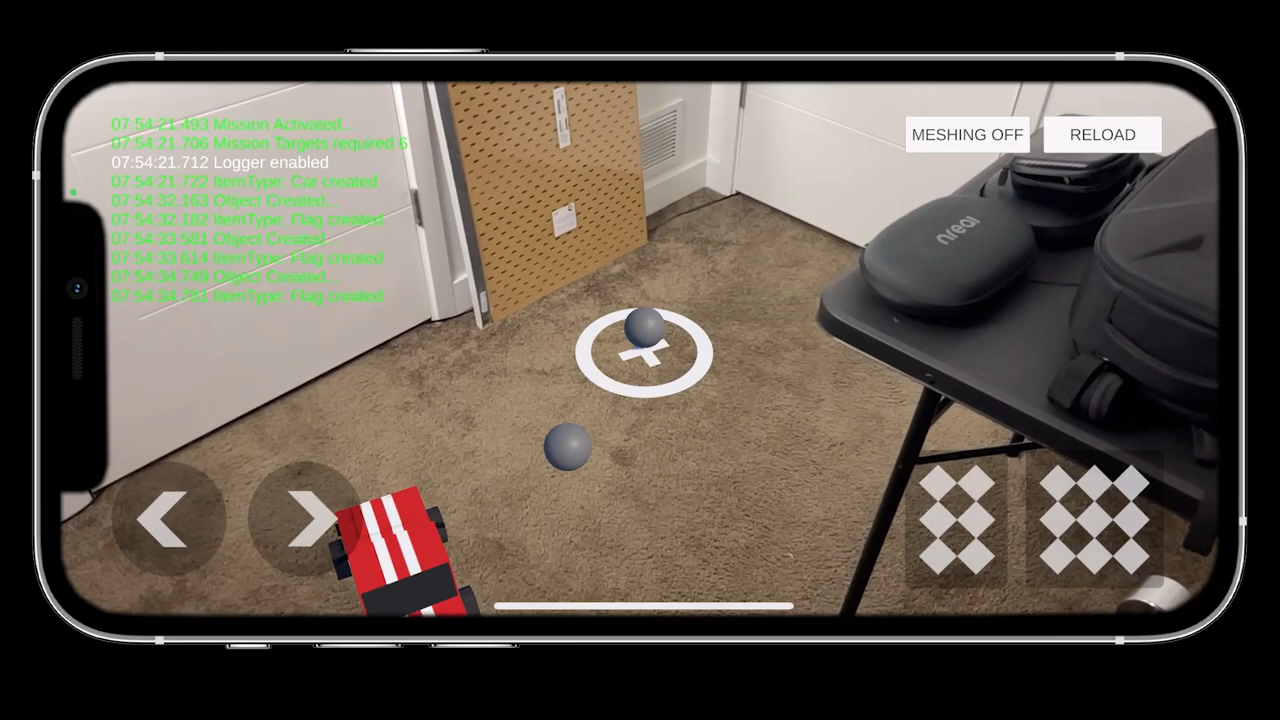 07:54:21.493 Mission Activated...
07:54:21.706 Mission Targets required 6
07:54:21.712 Logger enabled
07:54:21.722 ItemType: Car created
07:54:32.163 Object Created...
07:54:32.182 ItemType: Flag created
07:54:33.581 Object Created...
07:54:33.614 ItemType: Flag created
07:54:34.749 Object Created...
07:54:34.781 ItemType: Flag created
MESHING OFF
RELOAD
nreal